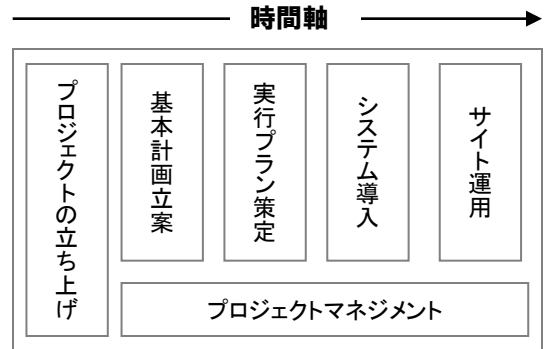 時間軸
プロジェクトの立ち上げ
基本計画立案
実行プラン策定
システム導入
サイト運用
プロジェクトマネジメント